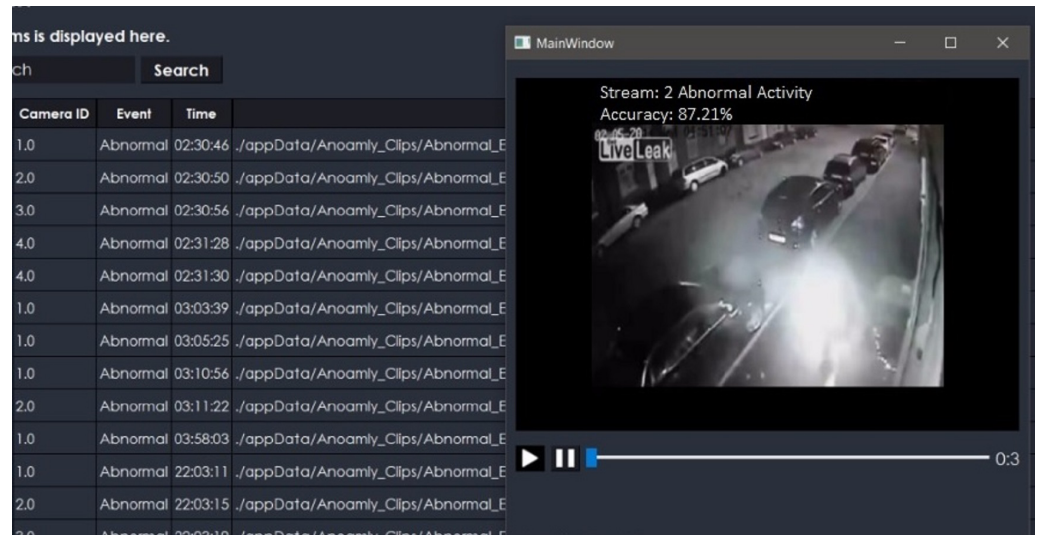 ms is displayed here.
ch
Search
Camera ID Event Time
1.0 Abnormal 02:30:46 ./appData/Anoamly_Clips/Abnormal_E
2.0 Abnormal 02:30:50 ./appData/Anoamly_Clips/Abnormal_E
3.0 Abnormal 02:30:56 ./appData/Anoamly_Clips/Abnormal_E
4.0 Abnormal 02:31:28 ./appData/Anoamly_Clips/Abnormal_E
4.0 Abnormal 02:31:30 ./appData/Anoamly_Clips/Abnormal_E
1.0 Abnormal 03:03:39 ./appData/Anoamly_Clips/Abnormal_E
1.0 Abnormal 03:05:25 ./appData/Anoamly_Clips/Abnormal_E
1.0 Abnormal 03:10:56 ./appData/Anoamly_Clips/Abnormal_E
2.0 Abnormal 03:11:22 ./appData/Anoamly_Clips/Abnormal_E
1.0 Abnormal 03:58:03 ./appData/Anoamly_Clips/Abnormal_E
1.0 Abnormal 22:03:11 ./appData/Anoamly_Clips/Abnormal_E
2.0 Abnormal 22:03:15 ./appData/Anoamly_Clips/Abnormal_E
MainWindow
Stream: 2 Abnormal Activity
Accuracy: 87.21%
LiveLeak
0:3